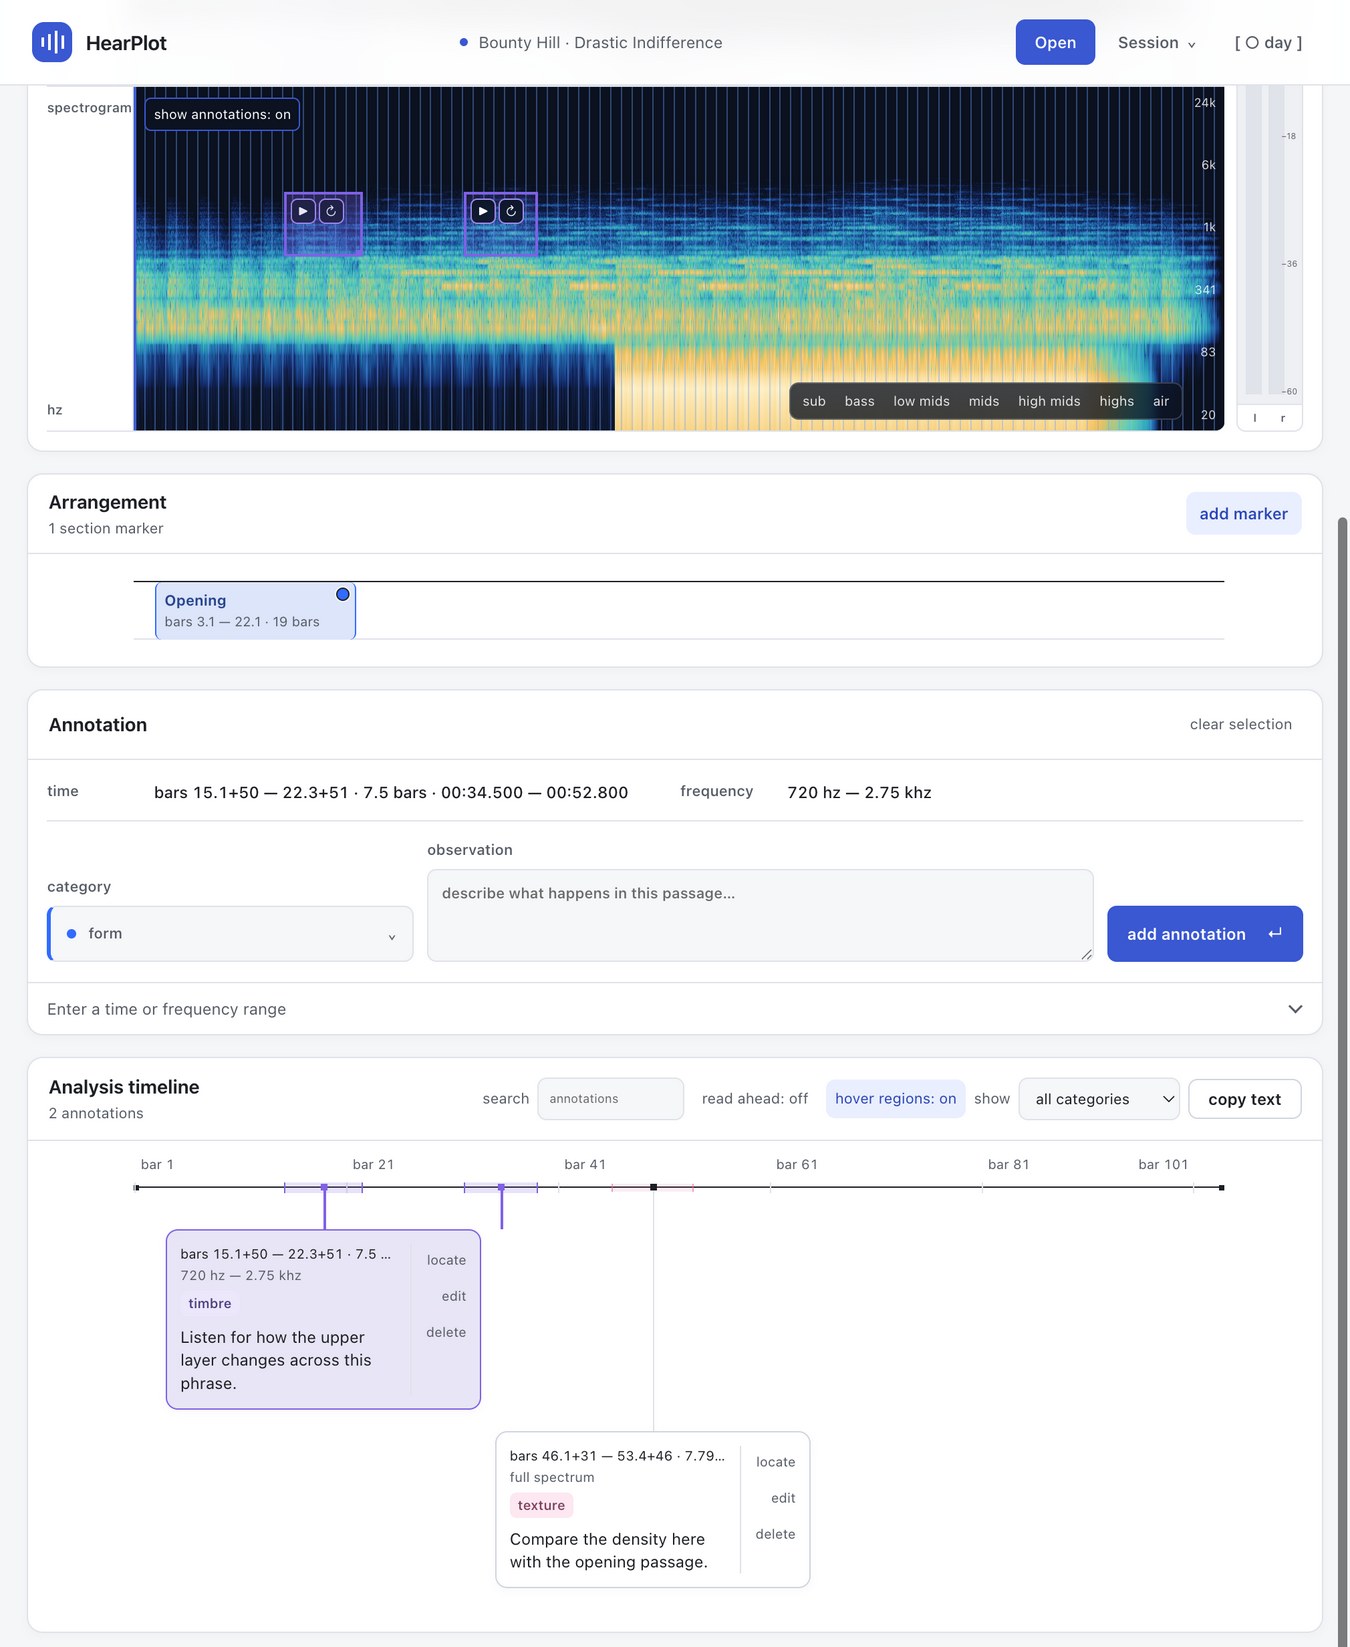 HearPlot
Bounty Hill · Drastic Indifference
Open
Session
[ day ]
spectrogram
show annotations: on
24k
6k
1k
341
83
20
hz
sub bass low mids mids high mids highs air
-18
-36
-60
l r
Arrangement
1 section marker
add marker
Opening
bars 3.1 — 22.1 · 19 bars
Annotation
clear selection
time
bars 15.1+50 — 22.3+51 · 7.5 bars · 00:34.500 — 00:52.800
frequency
720 hz — 2.75 khz
category
form
observation
describe what happens in this passage...
add annotation
Enter a time or frequency range
Analysis timeline
2 annotations
search
annotations
read ahead: off
hover regions: on
show
all categories
copy text
bar 1
bar 21
bar 41
bar 61
bar 81
bar 101
bars 15.1+50 — 22.3+51 · 7.5 ...
720 hz — 2.75 khz
timbre
Listen for how the upper
layer changes across this
phrase.
locate
edit
delete
bars 46.1+31 — 53.4+46 · 7.79...
full spectrum
texture
Compare the density here
with the opening passage.
locate
edit
delete